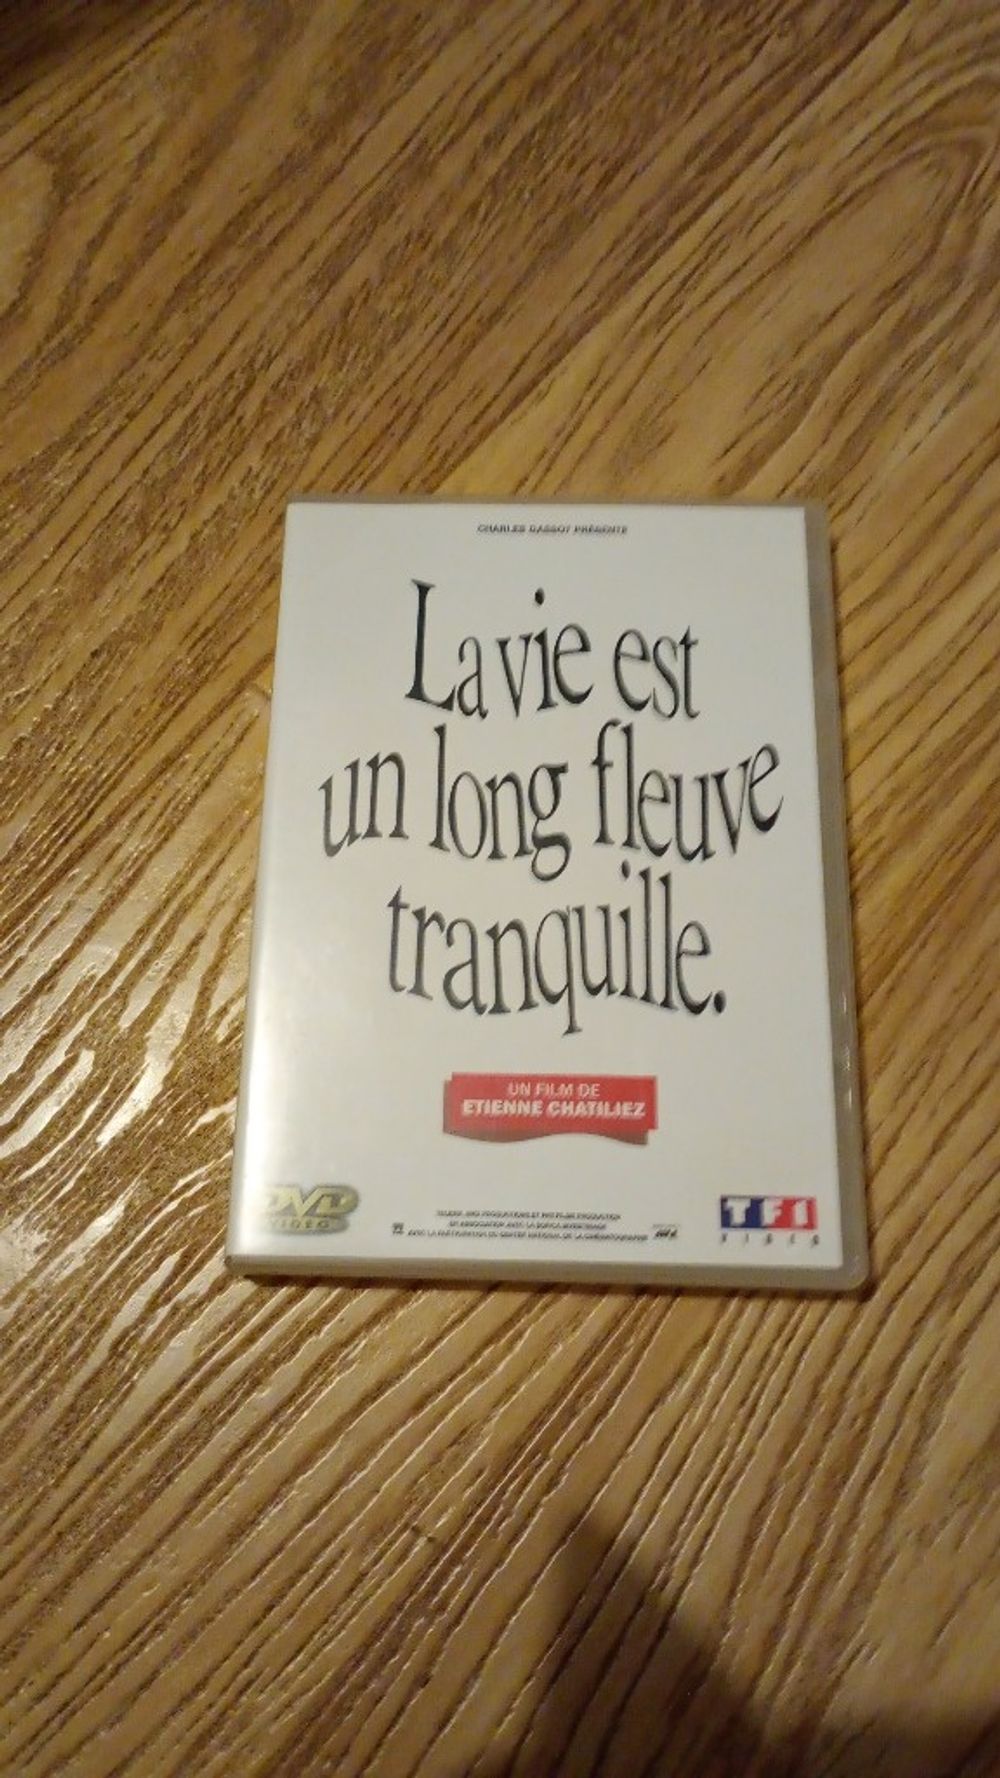 CHARLES GASSOT PRÉSENTE
La vie est
un long fleuve
tranquille.
UN FILM DE
ETIENNE CHATILIEZ
DVD
VIDEO
TF1
VIDEO